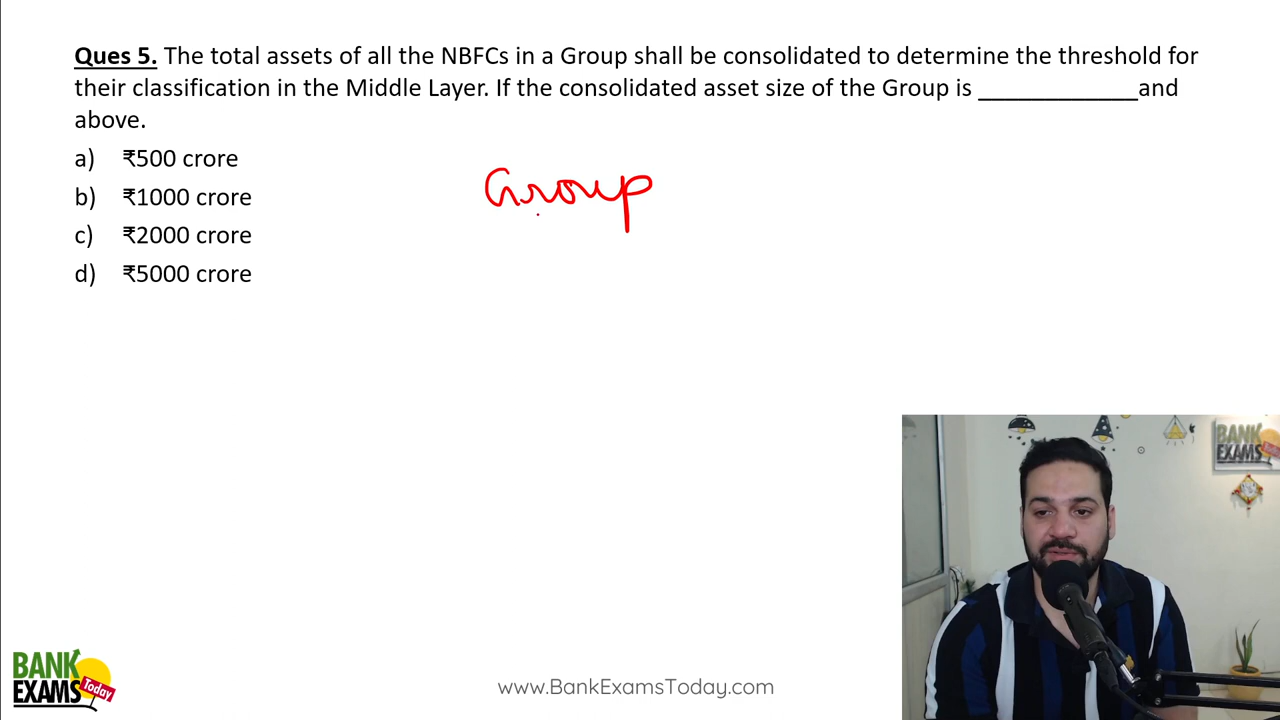 Ques 5. The total assets of all the NBFCs in a Group shall be consolidated to determine the threshold for
their classification in the Middle Layer. If the consolidated asset size of the Group is ____________and
above.
a) ₹500 crore
b) ₹1000 crore
c) ₹2000 crore
d) ₹5000 crore
Group
BANK
EXAMS
BANK
EXAMS
Today
www.BankExamsToday.com